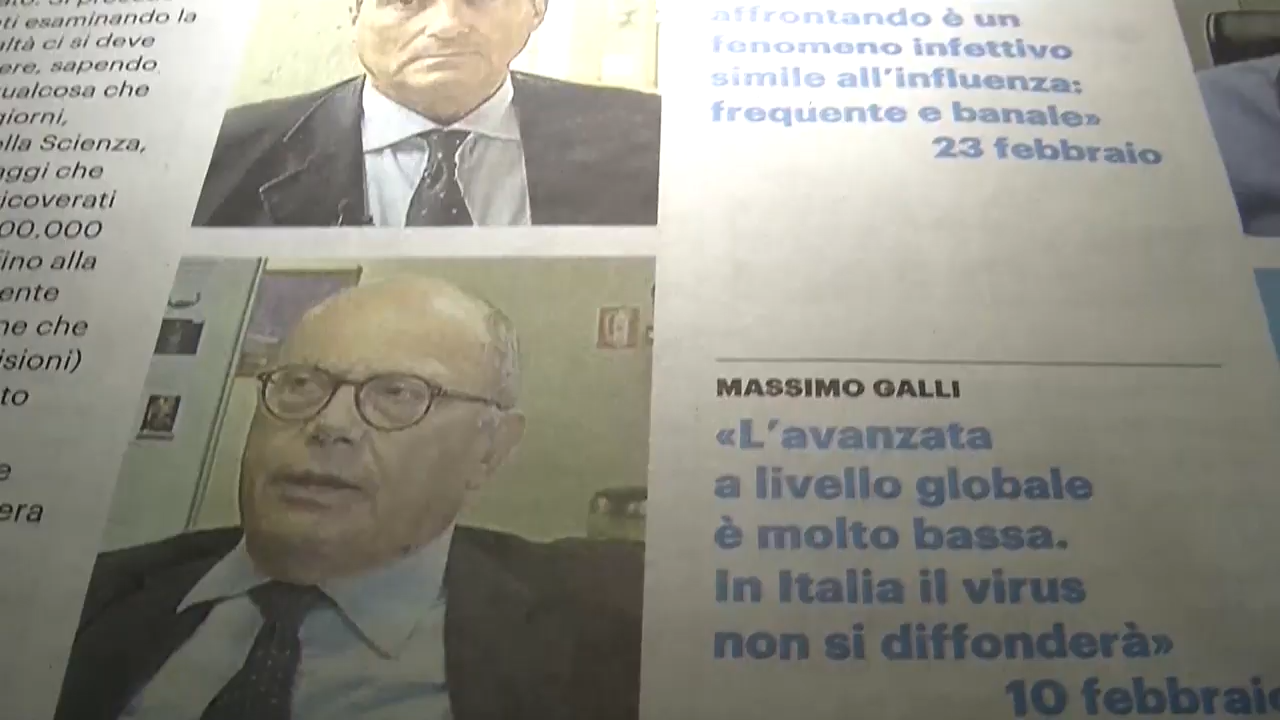 ti esaminando la
altà ci si deve
ere, sapendo
ualcosa che
giorni,
ella Scienza,
aggi che
icoverati
00.000
fino alla
ente
ne che
isioni)
to
e
era
affrontando è un
fenomeno infettivo
simile all'influenza:
frequente e banale»
23 febbraio
MASSIMO GALLI
«L'avanzata
a livello globale
è molto bassa.
In Italia il virus
non si diffonderà»
10 febbraio